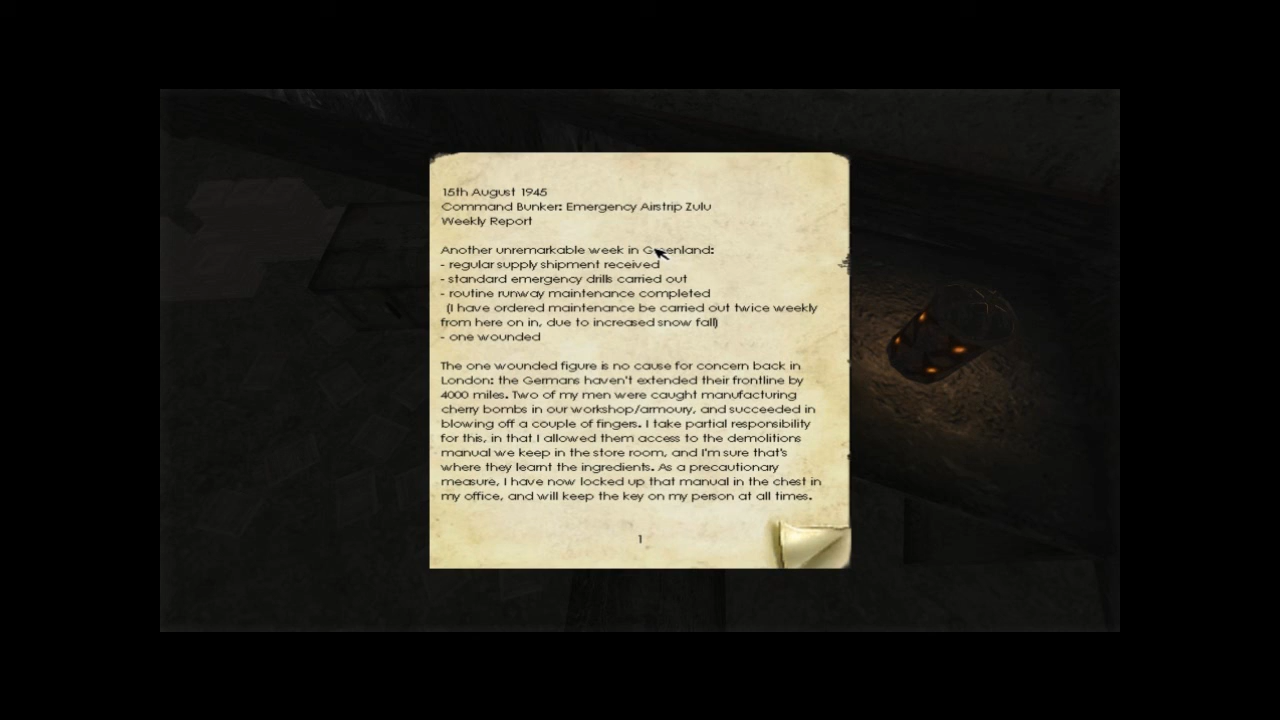 15th August 1945
Command Bunker: Emergency Airstrip Zulu
Weekly Report
Another unremarkable week in Greenland:
- regular supply shipment received
- standard emergency drills carried out
- routine runway maintenance completed
(I have ordered maintenance be carried out twice weekly
from here on in, due to increased snow fall)
- one wounded
The one wounded figure is no cause for concern back in
London: the Germans haven't extended their frontline by
4000 miles. Two of my men were caught manufacturing
cherry bombs in our workshop/armoury, and succeeded in
blowing off a couple of fingers. I take partial responsibility
for this, in that I allowed them access to the demolitions
manual we keep in the store room, and I'm sure that's
where they learnt the ingredients. As a precautionary
measure, I have now locked up that manual in the chest in
my office, and will keep the key on my person at all times.
1